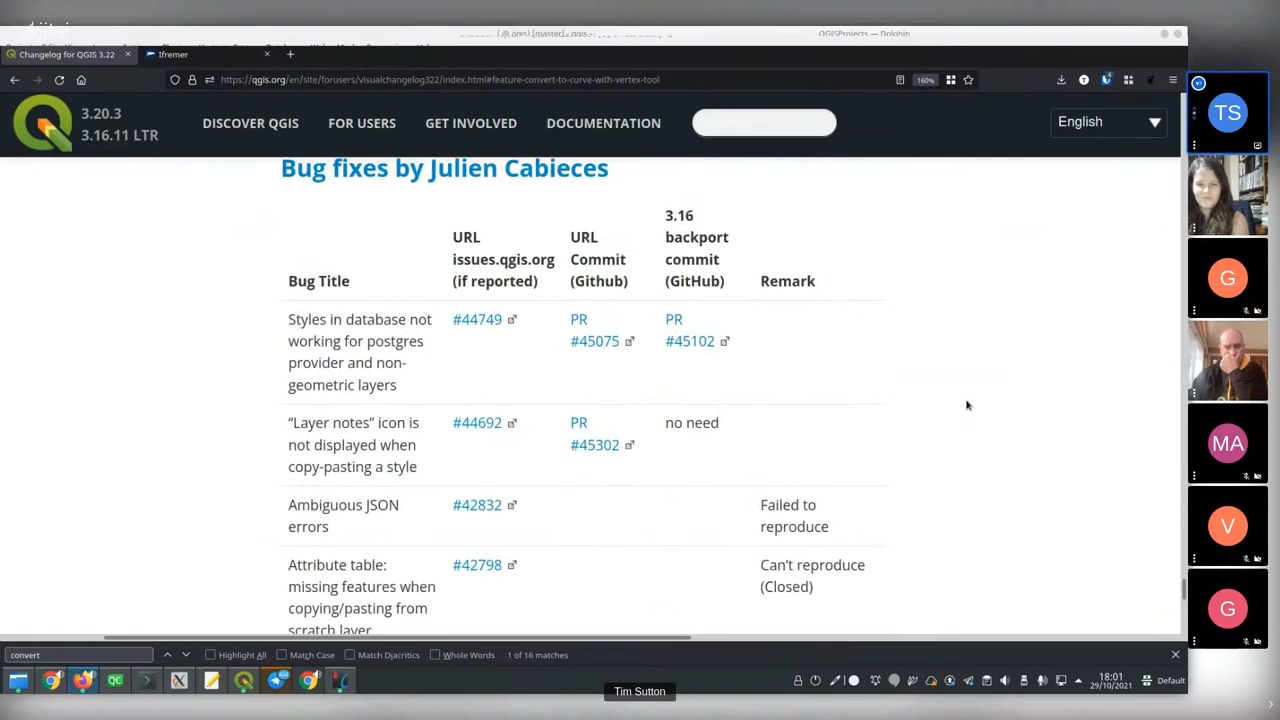 QGISProjects — Dolphin
Changelog for QGIS 3.22
Ifremer
https://qgis.org/en/site/forusers/visualchangelog322/index.html#feature-convert-to-curve-with-vertex-tool
160%
3.20.3
3.16.11 LTR
DISCOVER QGIS
FOR USERS
GET INVOLVED
DOCUMENTATION
English
Bug fixes by Julien Cabieces
Bug Title
URL
issues.qgis.org
(if reported)
URL
Commit
(Github)
3.16
backport
commit
(GitHub)
Remark
Styles in database not
working for postgres
provider and non-
geometric layers
#44749
PR
#45075
PR
#45102
“Layer notes” icon is
not displayed when
copy-pasting a style
#44692
PR
#45302
no need
Ambiguous JSON
errors
#42832
Failed to
reproduce
Attribute table:
missing features when
copying/pasting from
scratch layer
#42798
Can't reproduce
(Closed)
convert
Highlight All
Match Case
Match Diacritics
Whole Words
1 of 16 matches
18:01
29/10/2021
Default
Tim Sutton
TS
G
MA
V
G